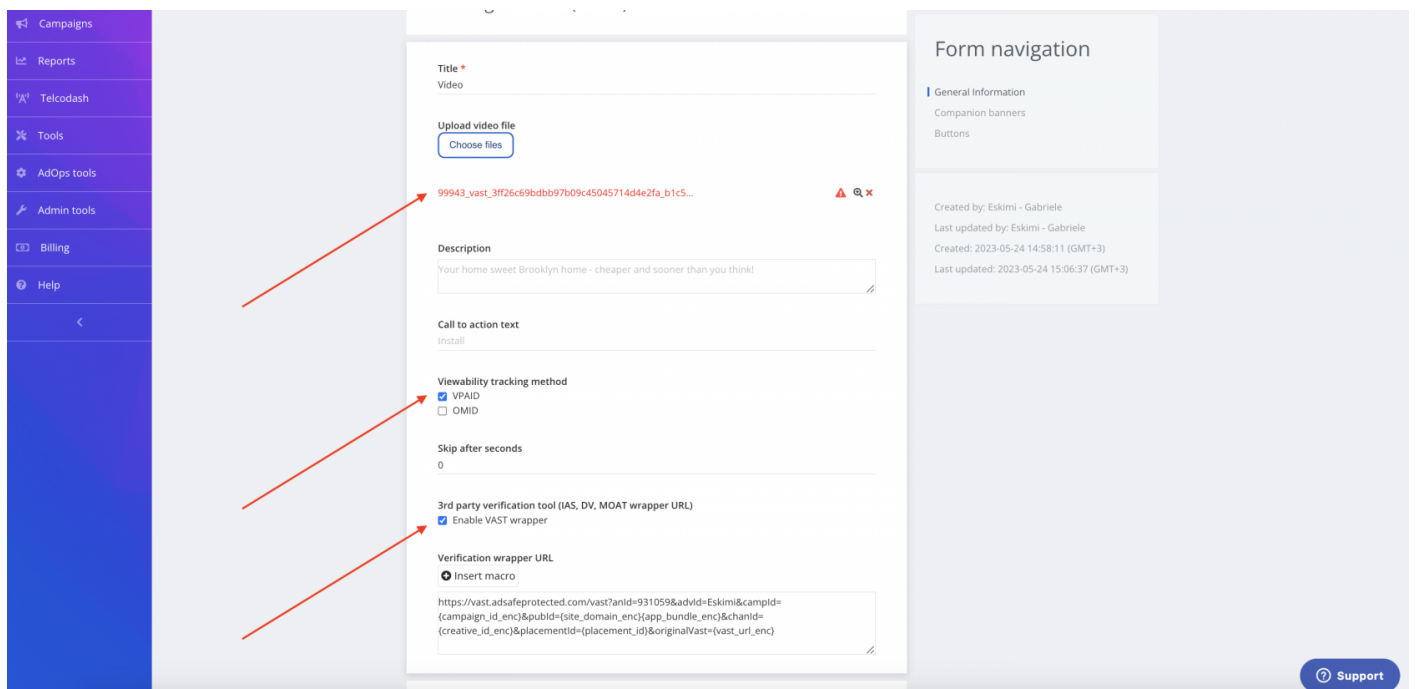 Campaigns
Reports
Telcodash
Tools
AdOps tools
Admin tools
Billing
Help
Title *
Video
Upload video file
Choose files
99943_vast_3ff26c69bdbb97b09c45045714d4e2fa_b1c5...
Description
Your home sweet Brooklyn home - cheaper and sooner than you think!
Call to action text
Install
Viewability tracking method
VPAID
OMID
Skip after seconds
0
3rd party verification tool (IAS, DV, MOAT wrapper URL)
Enable VAST wrapper
Verification wrapper URL
Insert macro
https://vast.adsafeprotected.com/vast?anId=931059&advId=Eskimi&campId=
{campaign_id_enc}&pubId={site_domain_enc}{app_bundle_enc}&chanId=
{creative_id_enc}&placementId={placement_id}&originalVast={vast_url_enc}
Form navigation
General Information
Companion banners
Buttons
Created by: Eskimi - Gabriele
Last updated by: Eskimi - Gabriele
Created: 2023-05-24 14:58:11 (GMT+3)
Last updated: 2023-05-24 15:06:37 (GMT+3)
Support